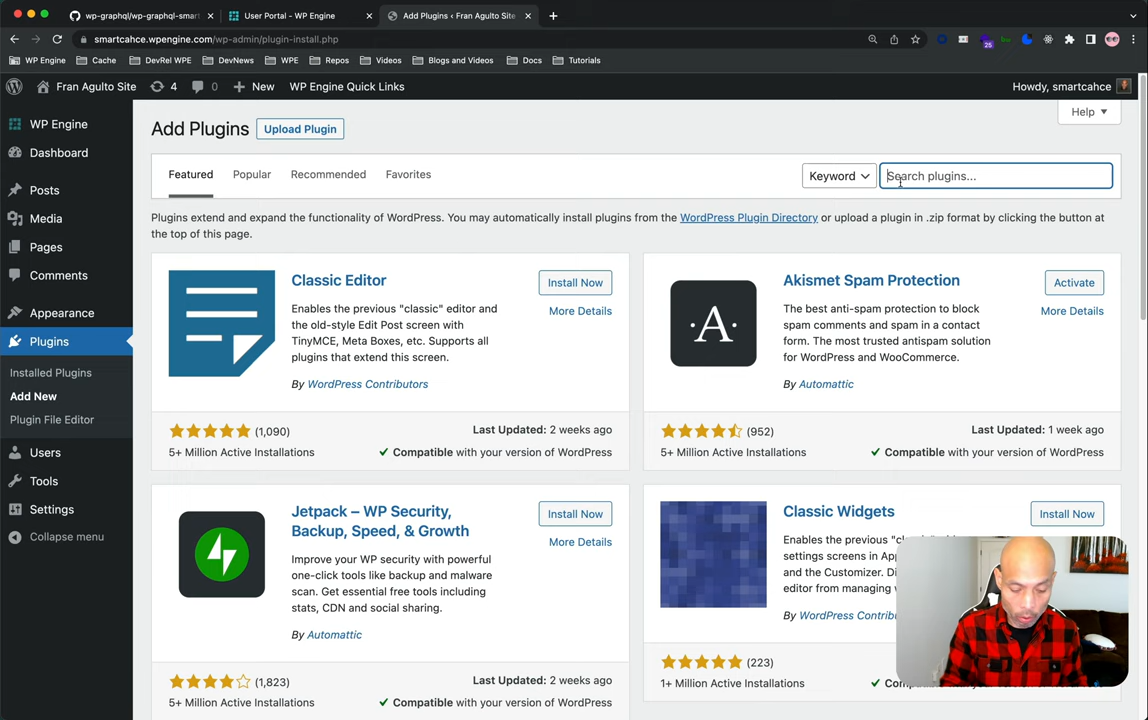 wp-graphql/wp-graphql-smart
User Portal - WP Engine
Add Plugins ‹ Fran Agulto Site
smartcahce.wpengine.com/wp-admin/plugin-install.php
25
WP Engine
Cache
DevRel WPE
DevNews
WPE
Repos
Videos
Blogs and Videos
Docs
Tutorials
Fran Agulto Site
4
0
New
WP Engine Quick Links
Howdy, smartcahce
WP Engine
Dashboard
Posts
Media
Pages
Comments
Appearance
Plugins
Installed Plugins
Add New
Plugin File Editor
Users
Tools
Settings
Collapse menu
Help
Add Plugins
Upload Plugin
Featured
Popular
Recommended
Favorites
Keyword
Search plugins...
Plugins extend and expand the functionality of WordPress. You may automatically install plugins from the WordPress Plugin Directory or upload a plugin in .zip format by clicking the button at
the top of this page.
Classic Editor
Install Now
More Details
Enables the previous "classic" editor and
the old-style Edit Post screen with
TinyMCE, Meta Boxes, etc. Supports all
plugins that extend this screen.
By WordPress Contributors
(1,090)
5+ Million Active Installations
Last Updated: 2 weeks ago
Compatible with your version of WordPress
A
Akismet Spam Protection
Activate
More Details
The best anti-spam protection to block
spam comments and spam in a contact
form. The most trusted antispam solution
for WordPress and WooCommerce.
By Automattic
(952)
5+ Million Active Installations
Last Updated: 1 week ago
Compatible with your version of WordPress
Jetpack – WP Security,
Backup, Speed, & Growth
Install Now
More Details
Improve your WP security with powerful
one-click tools like backup and malware
scan. Get essential free tools including
stats, CDN and social sharing.
By Automattic
(1,823)
5+ Million Active Installations
Last Updated: 2 weeks ago
Compatible with your version of WordPress
Classic Widgets
Install Now
Enables the previous
settings screens in
and the Customizer.
editor from managing
By WordPress
(223)
1+ Million Active Installations